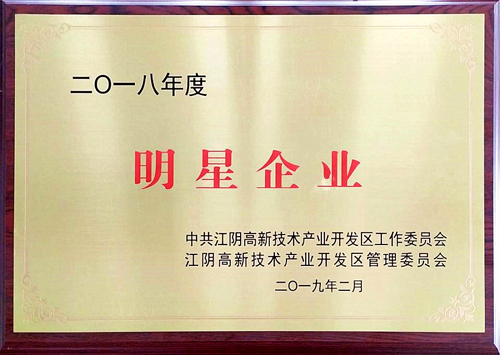 二〇一八年度
明星企业
中共江阴高新技术产业开发区工作委员会
江阴高新技术产业开发区管理委员会
二〇一九年二月